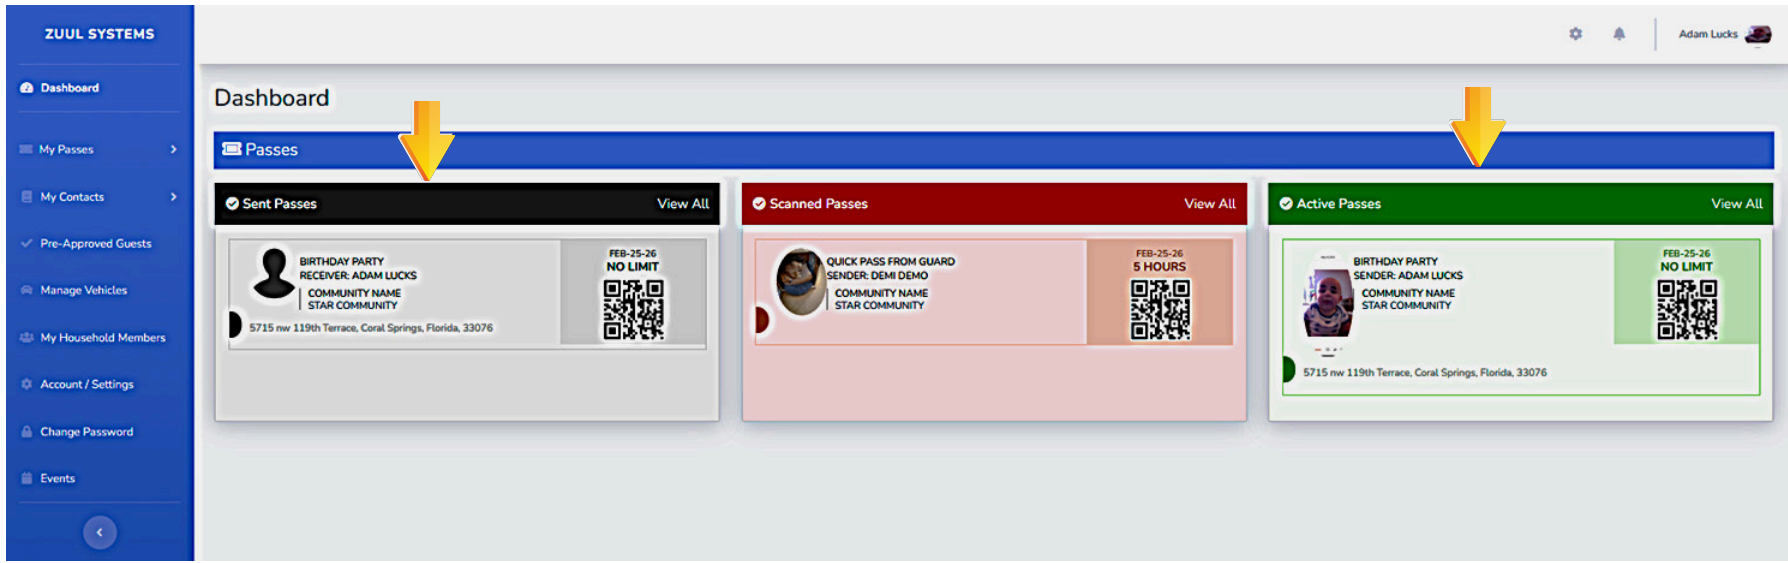 ZUUL SYSTEMS
Adam Lucks
Dashboard
My Passes
My Contacts
Pre-Approved Guests
Manage Vehicles
My Household Members
Account / Settings
Change Password
Events
Dashboard
Passes
Sent Passes View All
BIRTHDAY PARTY
RECEIVER: ADAM LUCKS
COMMUNITY NAME
STAR COMMUNITY
5715 nw 119th Terrace, Coral Springs, Florida, 33076
FEB-25-26
NO LIMIT
Scanned Passes View All
QUICK PASS FROM GUARD
SENDER: DEMI DEMO
COMMUNITY NAME
STAR COMMUNITY
FEB-25-26
5 HOURS
Active Passes View All
BIRTHDAY PARTY
SENDER: ADAM LUCKS
COMMUNITY NAME
STAR COMMUNITY
5715 nw 119th Terrace, Coral Springs, Florida, 33076
FEB-25-26
NO LIMIT